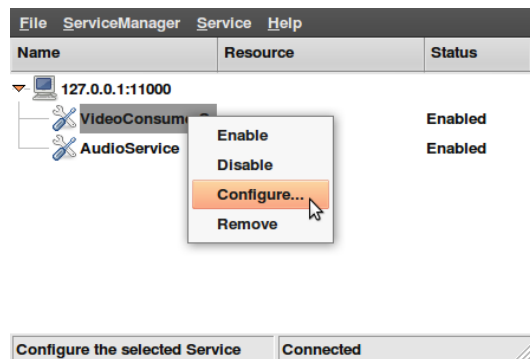 File ServiceManager Service Help
Name Resource Status
127.0.0.1:11000
Enabled
AudioService Enabled
Enable
Disable
Configure...
Remove
Configure the selected Service Connected